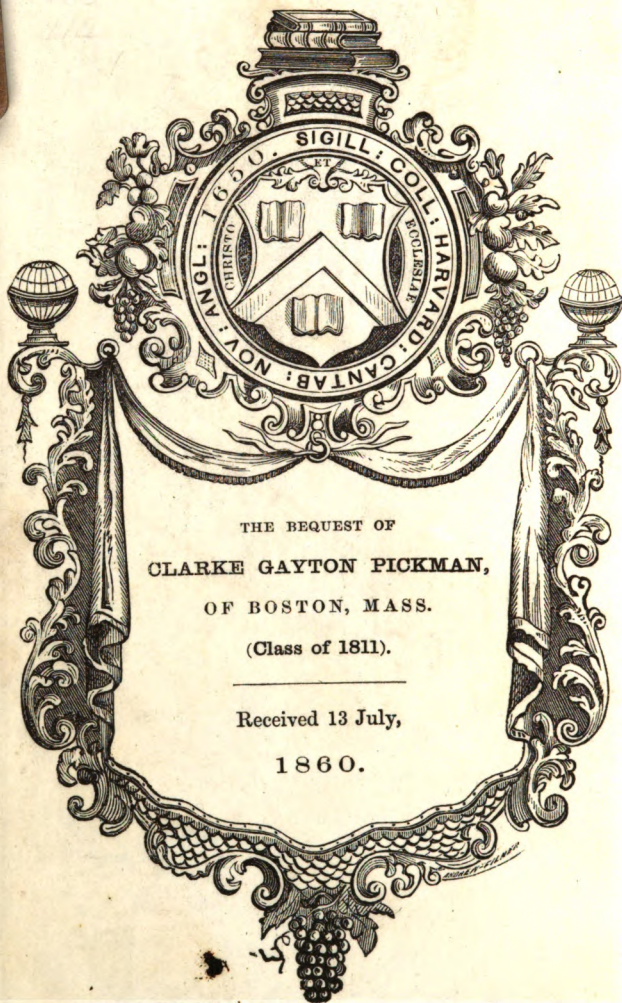 SIGILL: COLL: HARVARD: CANTAB: NOV: ANGL: 1650.
CHRISTO
ET
ECCLESIAE
THE BEQUEST OF
CLARKE GAYTON PICKMAN,
OF BOSTON, MASS.
(Class of 1811).
Received 13 July,
1860.